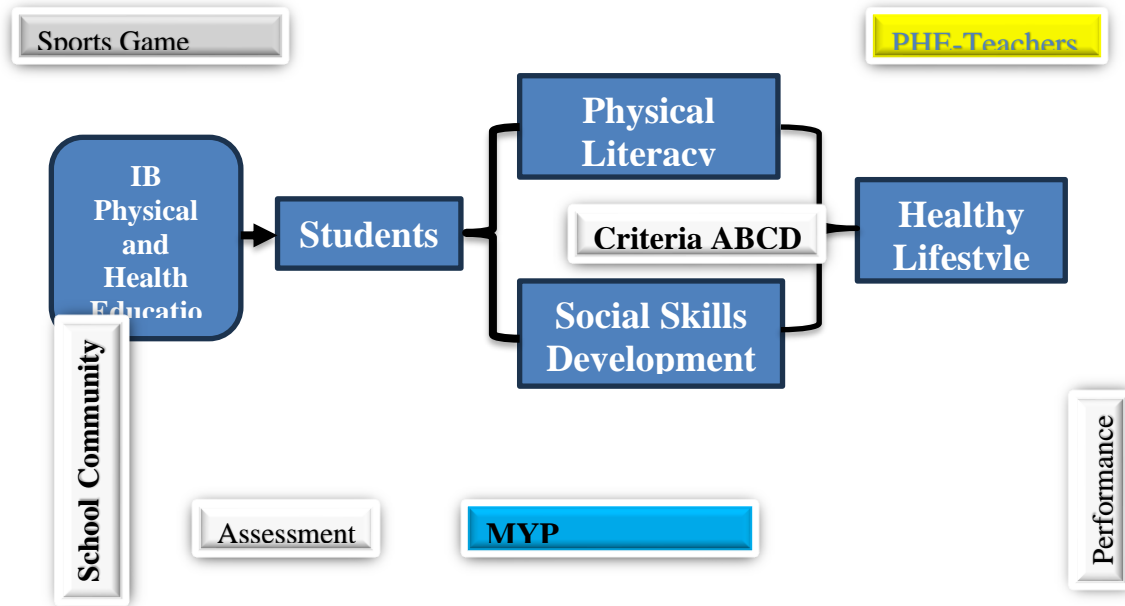 Sports Game
PHE-Teachers
Physical
Literacy
IB
Physical
and
Health
Educatio
Students
Criteria ABCD
Healthy
Lifestyle
Social Skills
Development
School Community
Assessment
MYP
Performance